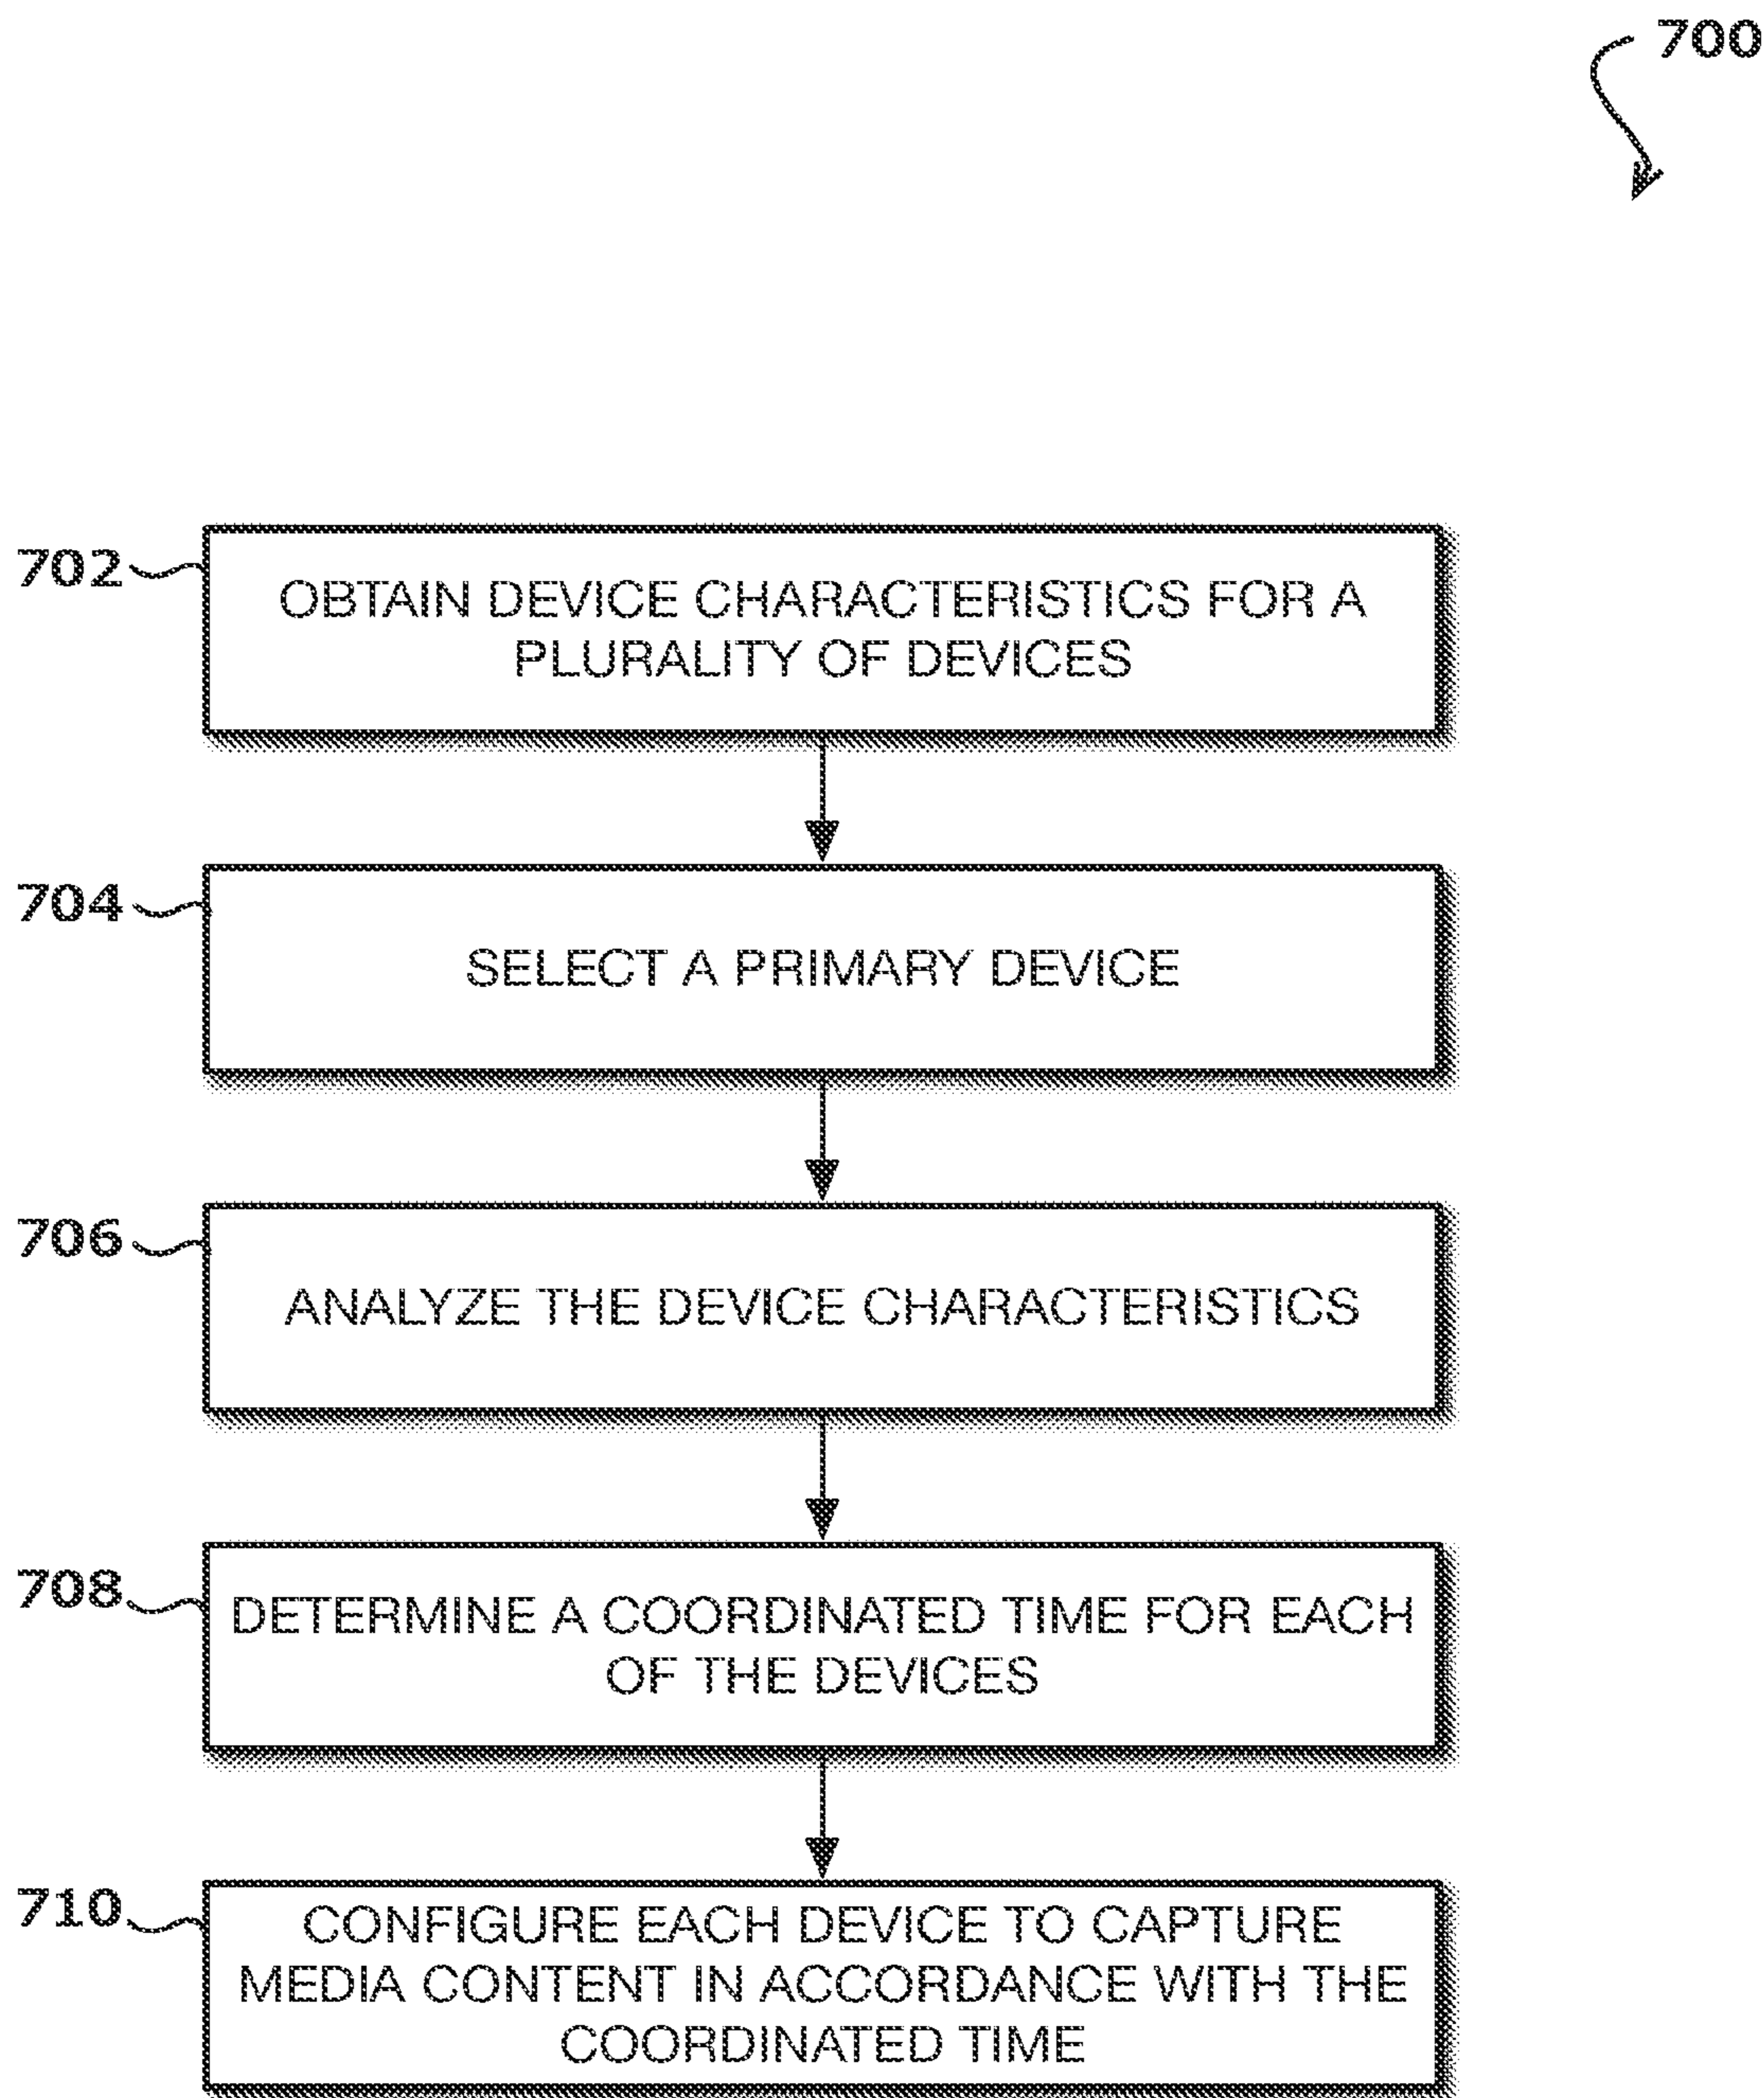 700
702
OBTAIN DEVICE CHARACTERISTICS FOR A
PLURALITY OF DEVICES
704
SELECT A PRIMARY DEVICE
706
ANALYZE THE DEVICE CHARACTERISTICS
708
DETERMINE A COORDINATED TIME FOR EACH
OF THE DEVICES
710
CONFIGURE EACH DEVICE TO CAPTURE
MEDIA CONTENT IN ACCORDANCE WITH THE
COORDINATED TIME